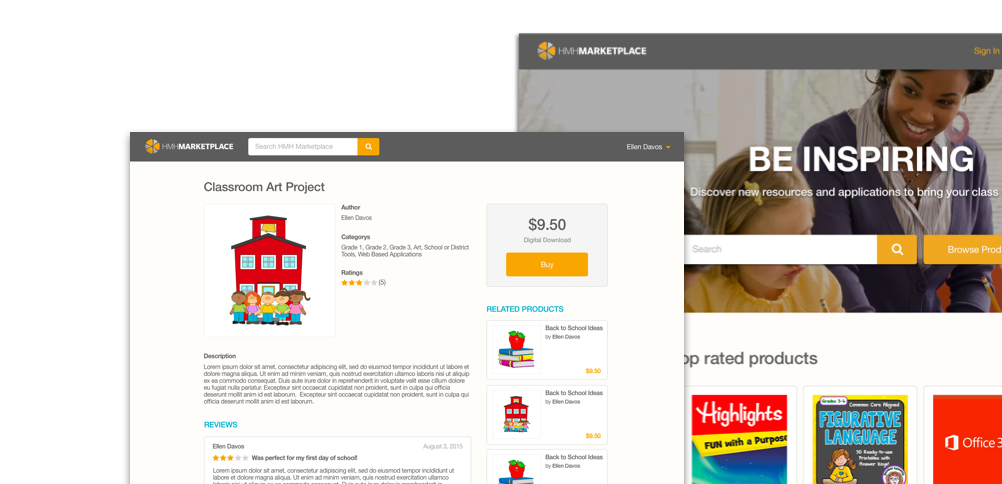 HMHMARKETPLACE
Sign In
BE INSPIRING
Discover new resources and applications to bring your class
Search
Browse Prod
op rated products
Highlights
FUN with a Purpose
Grades 3-6
Common Core Aligned
FIGURATIVE
LANGUAGE
30 Ready-to-use
Printables with
Answer Keys!
Office 3
HMHMARKETPLACE
Search HMH Marketplace
Ellen Davos
Classroom Art Project
Author
Ellen Davos
Categorys
Grade 1, Grade 2, Grade 3, Art, School or District
Tools, Web Based Applications
Ratings
(5)
$9.50
Digital Download
Buy
Description
Lorem ipsum dolor sit amet, consectetur adipiscing elit, sed do eiusmod tempor incididunt ut labore et
dolore magna aliqua. Ut enim ad minim veniam, quis nostrud exercitation ullamco laboris nisi ut aliquip
ex ea commodo consequat. Duis aute irure dolor in reprehenderit in voluptate velit esse cillum dolore
eu fugiat nulla pariatur. Excepteur sint occaecat cupidatat non proident, sunt in culpa qui officia
deserunt mollit anim id est laborum.  Excepteur sint occaecat cupidatat non proident, sunt in culpa qui
officia deserunt mollit anim id est laborum.
REVIEWS
Ellen Davos
August 3, 2015
Was perfect for my first day of school!
Lorem ipsum dolor sit amet, consectetur adipiscing elit, sed do eiusmod tempor incididunt ut
labore et dolore magna aliqua. Ut enim ad minim veniam, quis nostrud exercitation ullamco
RELATED PRODUCTS
Back to School Ideas
by Ellen Davos
$9.50
Back to School Ideas
by Ellen Davos
$9.50
Back to School Ideas
by Ellen Davos